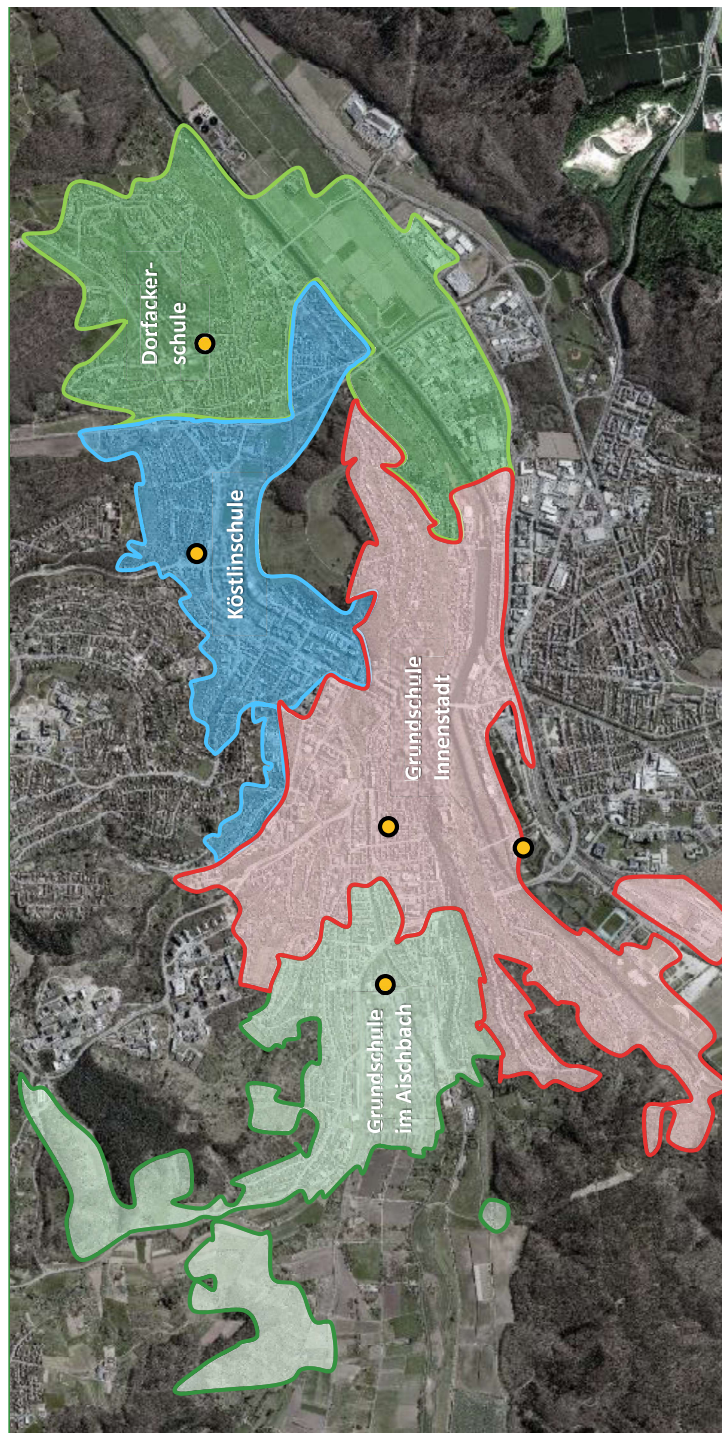 Dorfacker-
schule
Köstlinschule
Grundschule
Innenstadt
Grundschule
im Aischbach